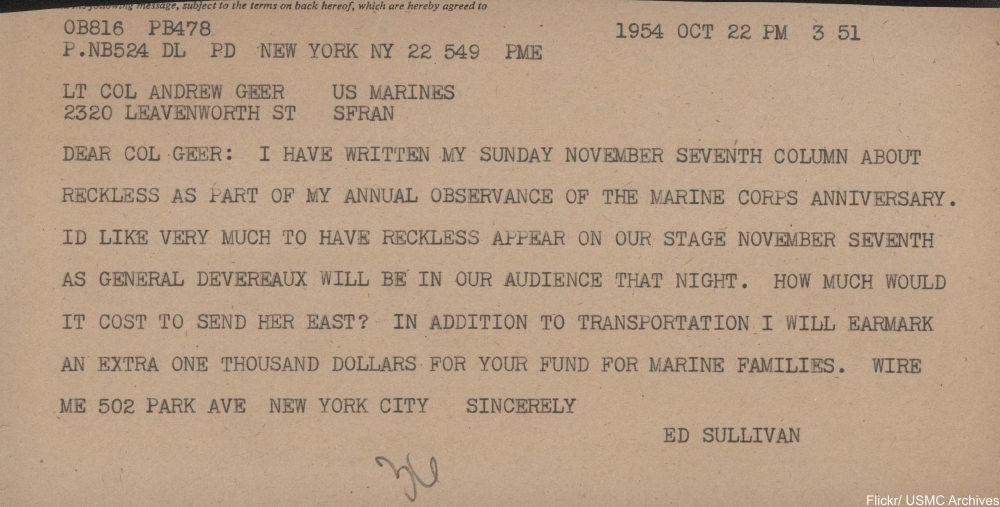 following message, subject to the terms on back hereof, which are hereby agreed to
OB816 PB478
1954 OCT 22 PM 3 51
P.NB524 DL PD NEW YORK NY 22 549 PME
LT COL ANDREW GEER US MARINES
2320 LEAVENWORTH ST SFRAN
DEAR COL GEER: I HAVE WRITTEN MY SUNDAY NOVEMBER SEVENTH COLUMN ABOUT
RECKLESS AS PART OF MY ANNUAL OBSERVANCE OF THE MARINE CORPS ANNIVERSARY.
ID LIKE VERY MUCH TO HAVE RECKLESS APPEAR ON OUR STAGE NOVEMBER SEVENTH
AS GENERAL DEVEREAUX WILL BE IN OUR AUDIENCE THAT NIGHT. HOW MUCH WOULD
IT COST TO SEND HER EAST? IN ADDITION TO TRANSPORTATION I WILL EARMARK
AN EXTRA ONE THOUSAND DOLLARS FOR YOUR FUND FOR MARINE FAMILIES. WIRE
ME 502 PARK AVE NEW YORK CITY SINCERELY
ED SULLIVAN
36
Flickr/ USMC Archives